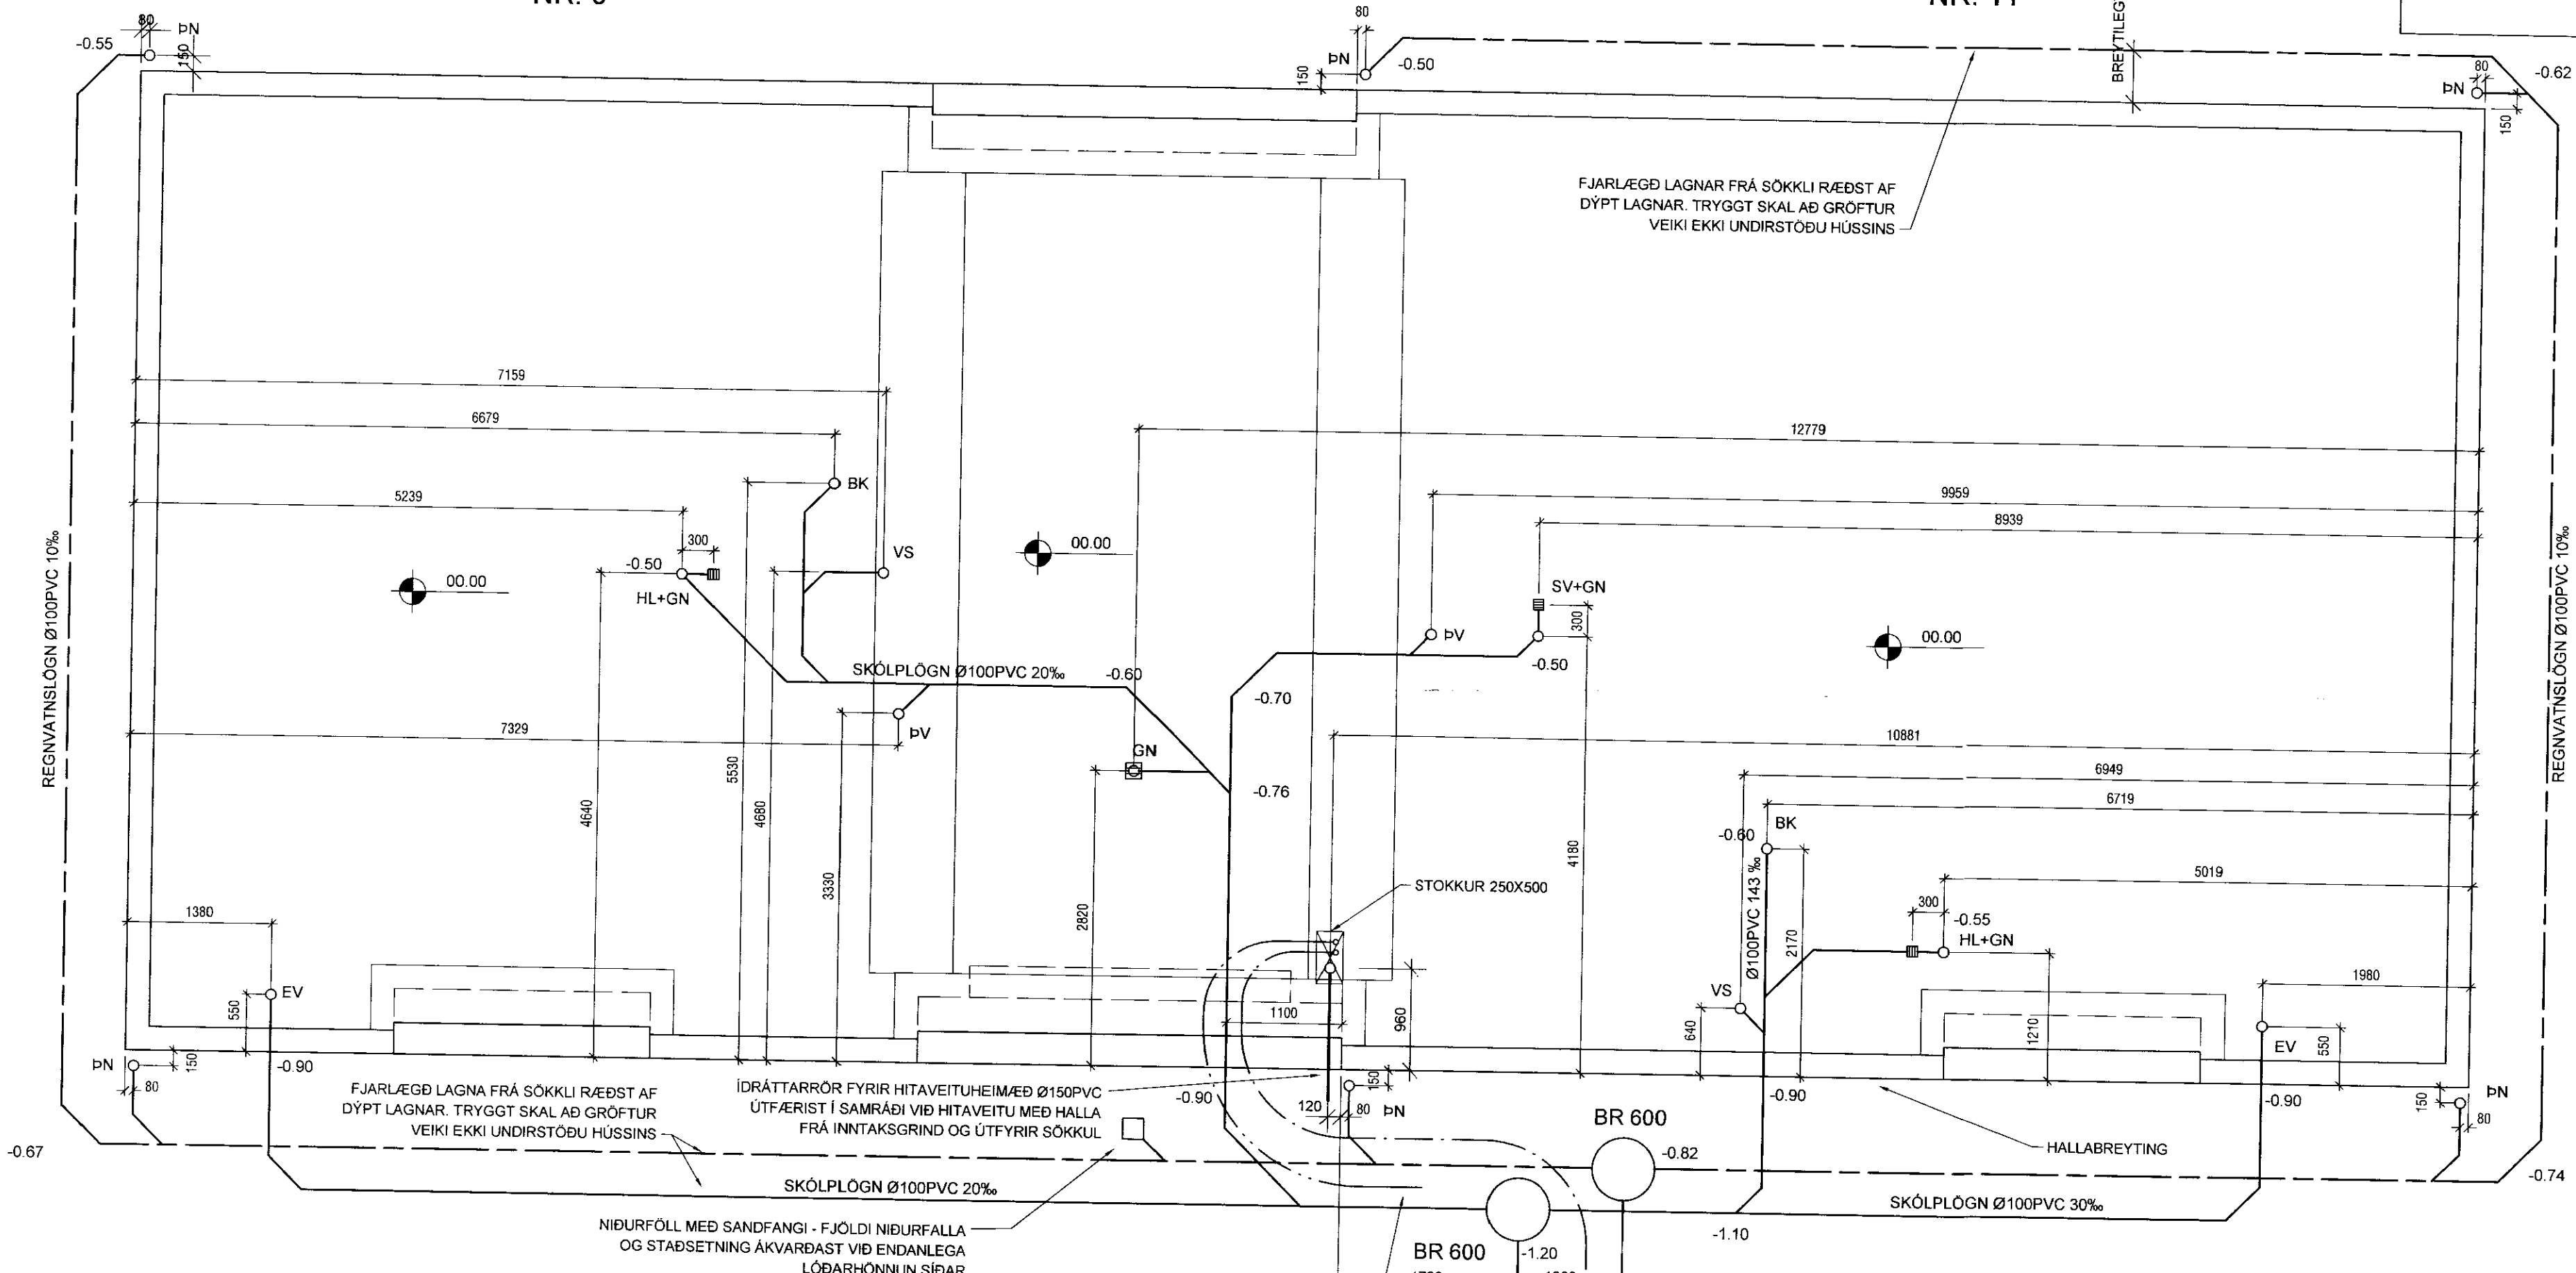 80
ÞN
-0.55
150
80
ÞN
-0.50
150
80
-0.62
ÞN
150
FJARLÆGÐ LAGNAR FRÁ SÖKKLI RÆÐST AF
DÝPT LAGNAR. TRYGGT SKAL AÐ GRÖFTUR
VEIKI EKKI UNDIRSTÖÐU HÚSSINS
7159
6679
12779
5239
BK
9959
8939
300
VS
-0.50
HL+GN
00.00
00.00
SV+GN
300
ÞV
-0.50
00.00
REGNVATNSLÖGN Ø100PVC 10‰
REGNVATNSLÖGN Ø100PVC 10‰
SKÓLPLÖGN Ø100PVC 20‰
-0.60
-0.70
7329
ÞV
GN
10881
-0.76
6949
6719
4640
5530
4680
3330
2820
4180
BK
-0.60
Ø100PVC 143 ‰
2170
STOKKUR 250X500
5019
300
-0.55
HL+GN
1380
EV
550
1980
VS
640
1210
EV
550
1100
960
ÞN
80
150
-0.90
FJARLÆGÐ LAGNA FRÁ SÖKKLI RÆÐST AF
DÝPT LAGNAR. TRYGGT SKAL AÐ GRÖFTUR
VEIKI EKKI UNDIRSTÖÐU HÚSSINS
ÍDRÁTTARRÖR FYRIR HITAVEITUHEIMÆÐ Ø150PVC
ÚTFÆRIST Í SAMRÁÐI VIÐ HITAVEITU MEÐ HALLA
FRÁ INNTAKSGRIND OG ÚTFYRIR SÖKKUL
-0.90
120
80
150
ÞN
BR 600
-0.82
-0.90
HALLABREYTING
-0.90
150
ÞN
80
-0.67
-0.74
SKÓLPLÖGN Ø100PVC 20‰
SKÓLPLÖGN Ø100PVC 30‰
-1.10
NIÐURFÖLL MEÐ SANDFANGI - FJÖLDI NIÐURFALLA
OG STAÐSETNING ÁKVARÐAST VIÐ ENDANLEGA
LÓÐARHÖNNUN SÍÐAR
BR 600
-1.20